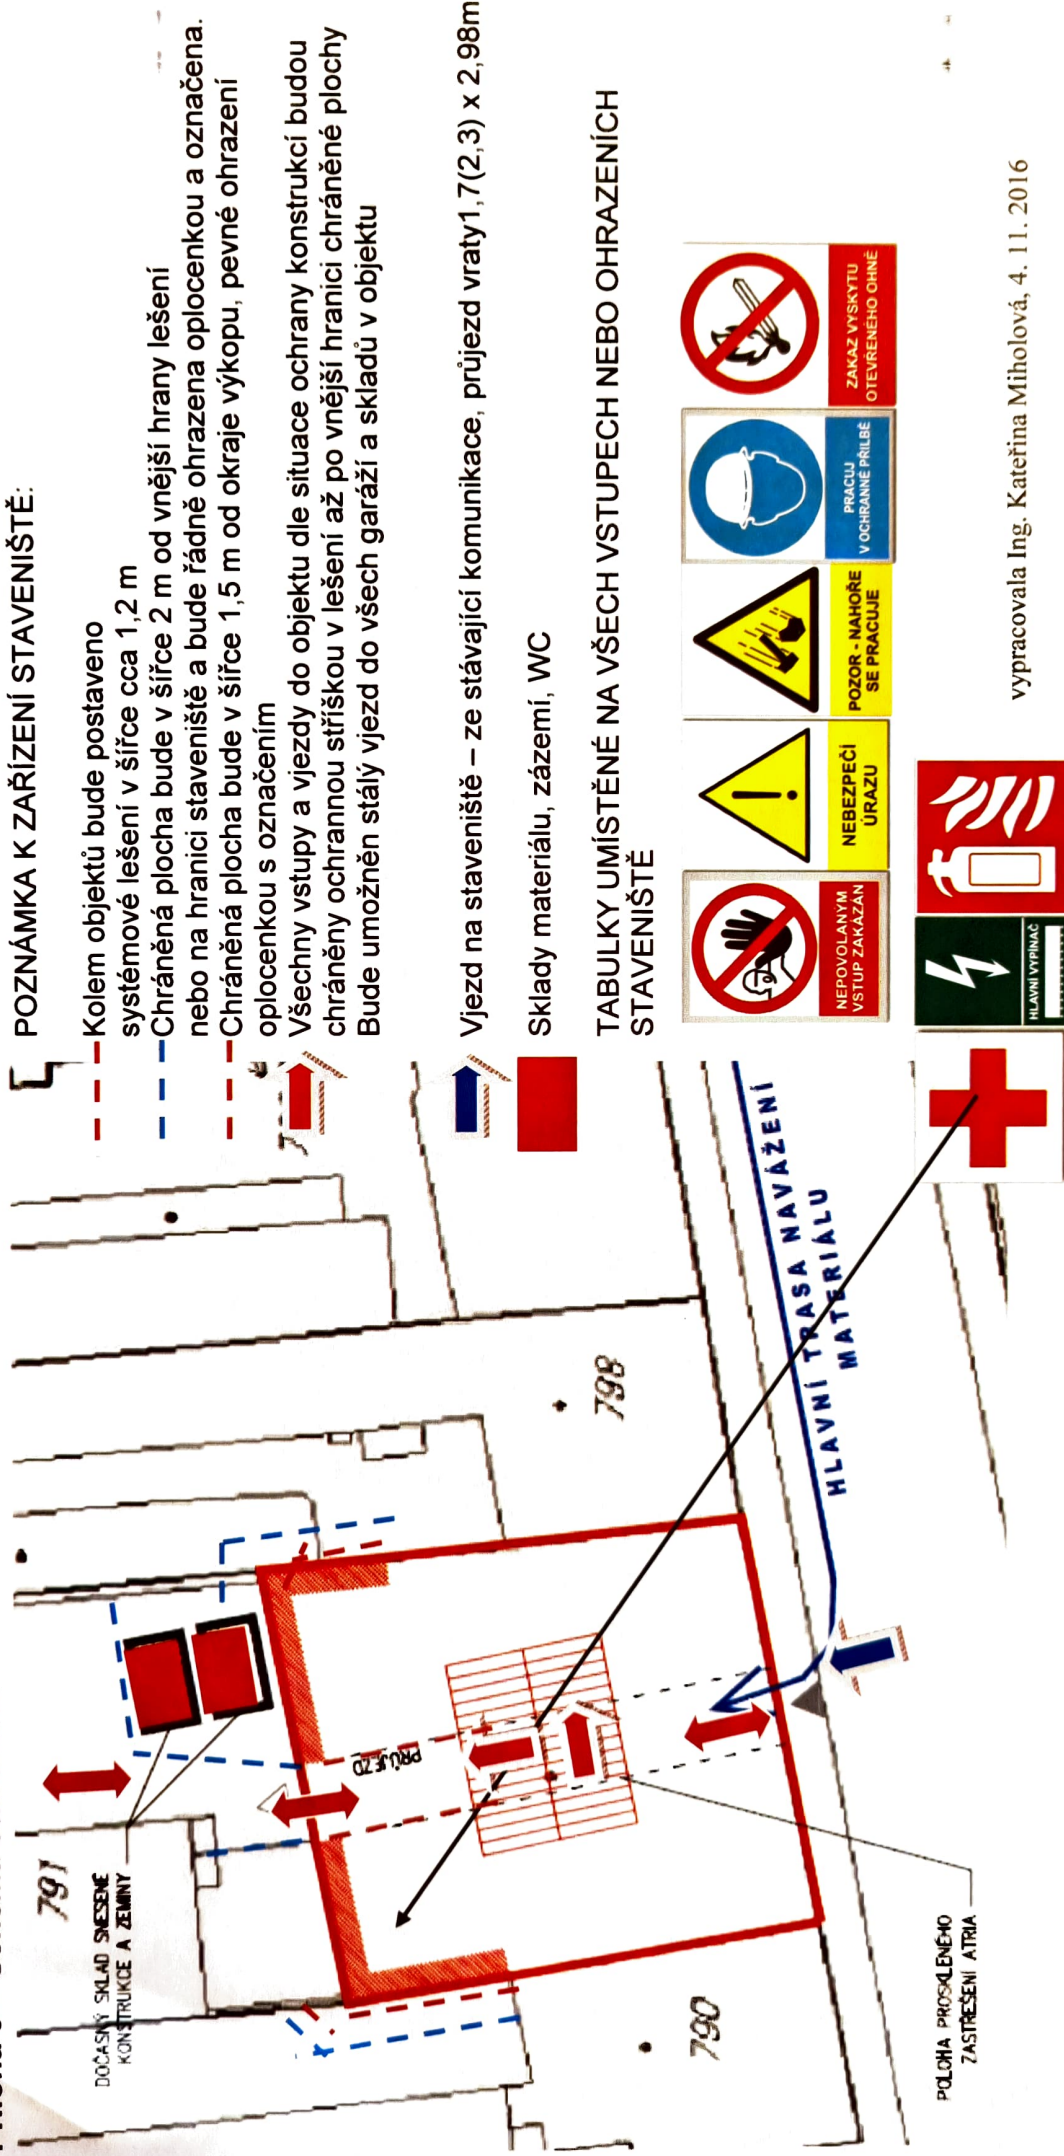 POZNÁMKA K ZAŘÍZENÍ STAVENIŠTĚ:
Kolem objektů bude postaveno
systémové lešení v šířce cca 1,2 m
Chráněná plocha bude v šířce 2 m od vnější hrany lešení
nebo na hranici staveniště a bude řádně ohrazena oplocenkou a označena.
Chráněná plocha bude v šířce 1,5 m od okraje výkopu, pevné ohrazení
oplocenkou s označením
Všechny vstupy a vjezdy do objektu dle situace ochrany konstrukcí budou
chráněny ochrannou stříškou v lešení až po vnější hranici chráněné plochy
Bude umožněn stálý vjezd do všech garáží a skladů v objektu
Vjezd na staveniště – ze stávající komunikace, průjezd vraty1,7(2,3) x 2,98m
Sklady materiálu, zázemí, WC
TABULKY UMÍSTĚNÉ NA VŠECH VSTUPECH NEBO OHRAZENÍCH
STAVENIŠTĚ
NEPOVOLANÝM
VSTUP ZAKÁZÁN
NEBEZPEČÍ
ÚRAZU
POZOR - NAHOŘE
SE PRACUJE
PRACUJ
V OCHRANNÉ PŘILBĚ
ZÁKAZ VÝSKYTU
OTEVŘENÉHO OHNĚ
HLAVNÍ VYPÍNAČ
vypracovala Ing. Kateřina Miholová, 4. 11. 2016
791
DOČASNÝ SKLAD SNESENÉ
KONSTRUKCE A ZEMINY
PRŮJEZD
798
790
HLAVNÍ TRASA NAVÁŽENÍ
MATERIÁLU
POLOHA PROSKLENÉHO
ZASTŘEŠENÍ ATRIA